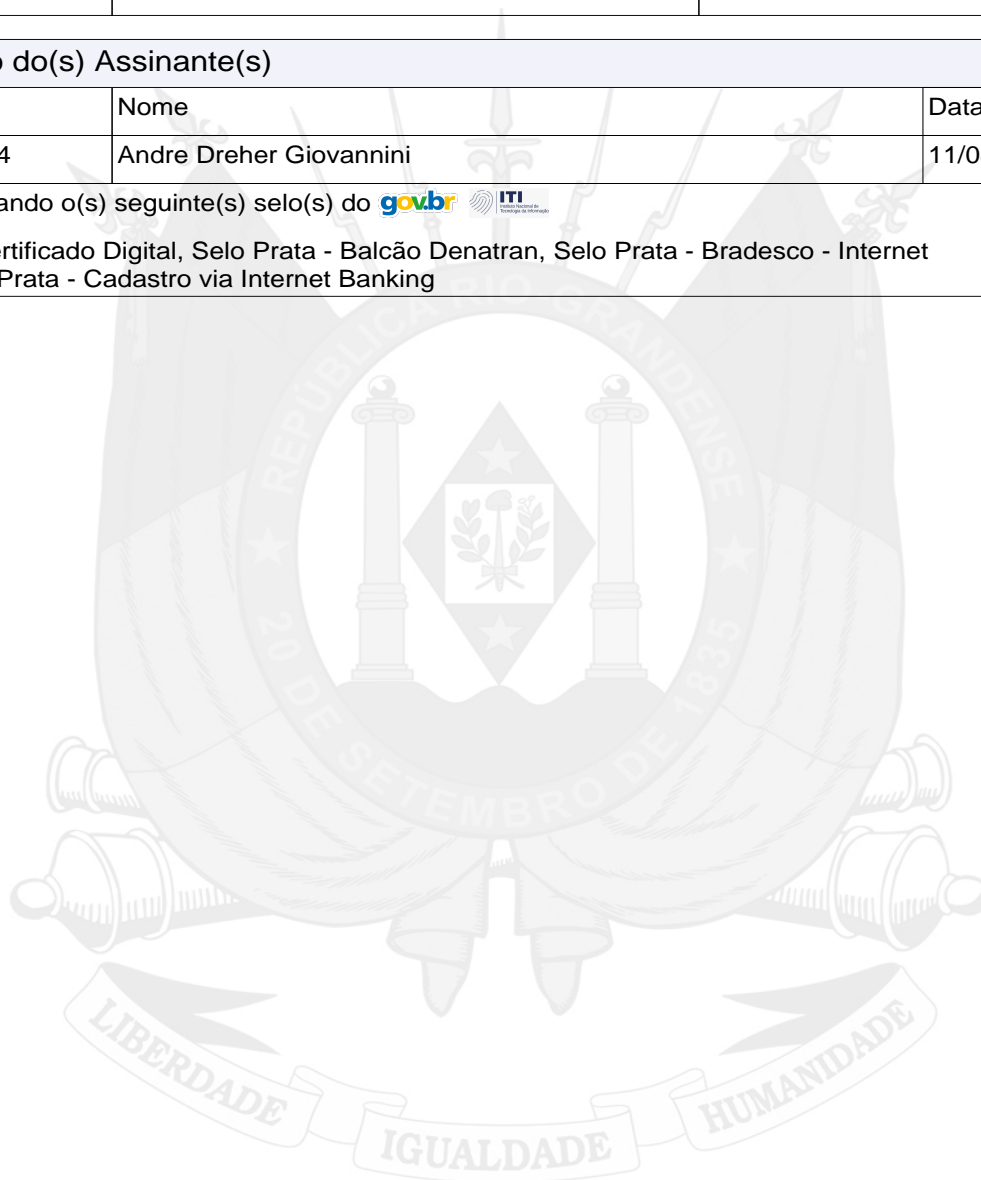 o do(s) Assinante(s)
Nome Data
4 Andre Dreher Giovannini 11/0
ando o(s) seguinte(s) selo(s) do gov.br ITI
ertificado Digital, Selo Prata - Balcão Denatran, Selo Prata - Bradesco - Internet
Prata - Cadastro via Internet Banking
REPÚBLICA RIO GRANDENSE
20 DE SETEMBRO DE 1835
LIBERDADE IGUALDADE HUMANIDADE